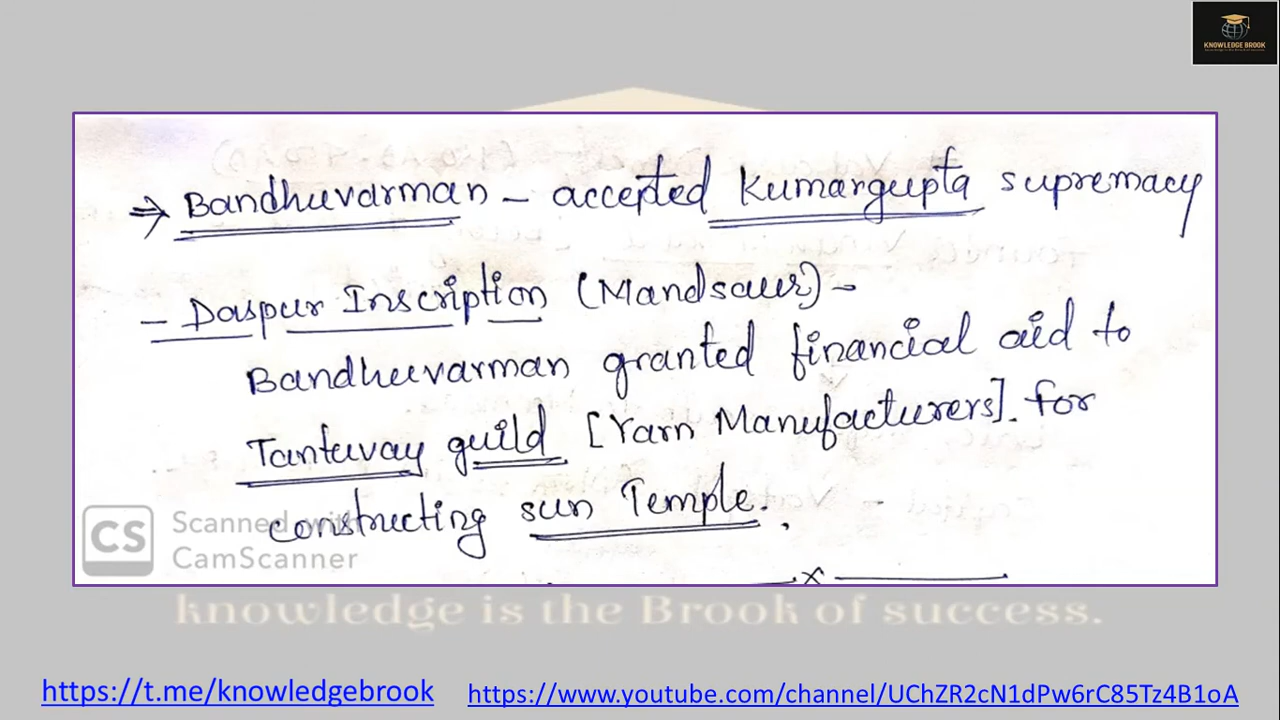 KNOWLEDGE BROOK
⇒ Bandhuvarman – accepted Kumargupta supremacy
– Daspur Inscription (Mandsaur) –
Bandhuvarman granted financial aid to
Tantuvay guild [Yarn Manufacturers]. for
constructing sun Temple.
CS Scanned with
CamScanner
x
knowledge is the Brook of success.
https://t.me/knowledgebrook
https://www.youtube.com/channel/UChZR2cN1dPw6rC85Tz4B1oA